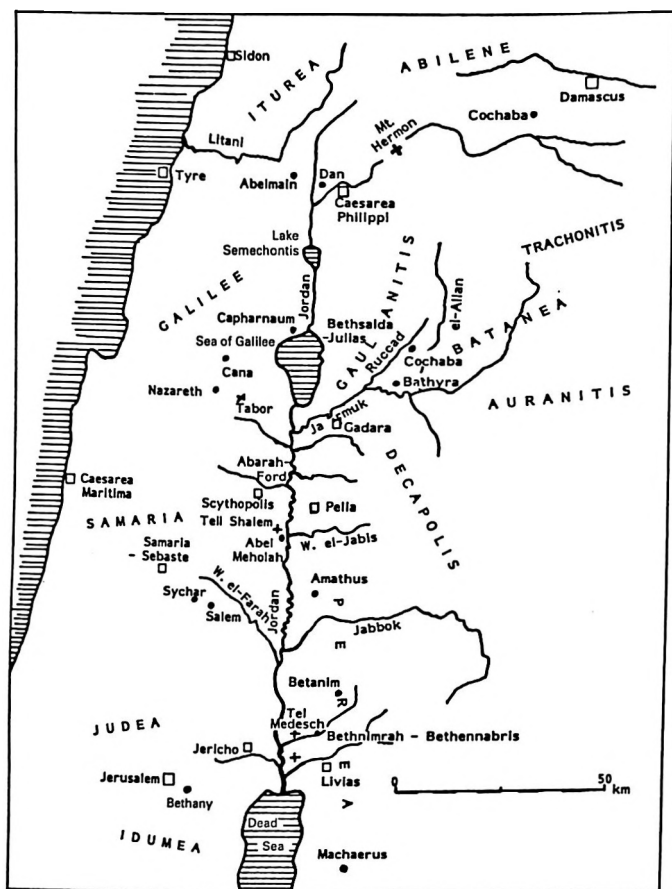 Sidon
ITUREA
ABILENE
Damascus
Cochaba
Litani
Mt.
Hermon
Tyre
Abelmain
Dan
Caesarea
Philippi
Lake
Semechontis
TRACHONITIS
GALILEE
Jordan
GAULANITIS
el-Allan
BATANEA
Capharnaum
Bethsaida
-Julias
Sea of Galilee
Ruccad
Cochaba
Cana
Bathyra
Nazareth
AURANITIS
Tabor
Jarmuk
Gadara
DECAPOLIS
Abarah-
Ford
Caesarea
Maritima
Scythopolis
Pella
SAMARIA
Tell Shalem
W. el-Jabis
Abel
Meholah
Samaria
- Sebaste
W. el-Farah
Amathus
Sychar
Salem
Jordan
PEREA
Jabbok
Betanim
Tel
Medesch
JUDEA
Bethnimrah - Bethennabris
Jericho
Livias
Jerusalem
Bethany
0
50
km
IDUMEA
Dead
Sea
Machaerus